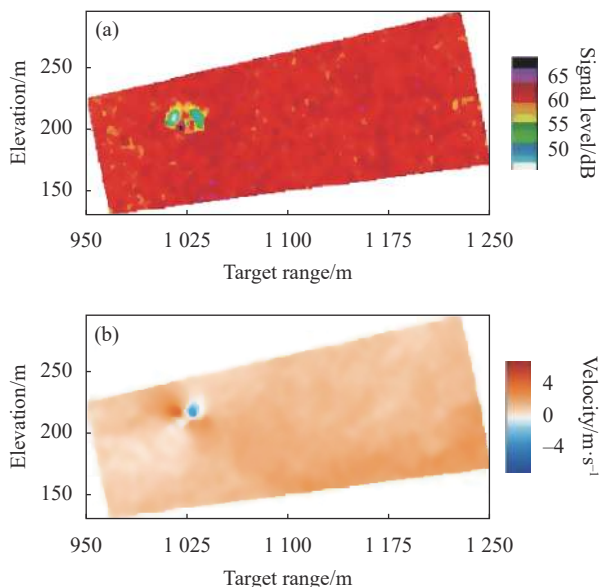 (a)
Elevation/m
250
200
150
950
1 025
1 100
1 175
1 250
Target range/m
65
60
55
50
Signal level/dB
(b)
Elevation/m
250
200
150
950
1 025
1 100
1 175
1 250
Target range/m
4
0
−4
Velocity/m·s⁻¹